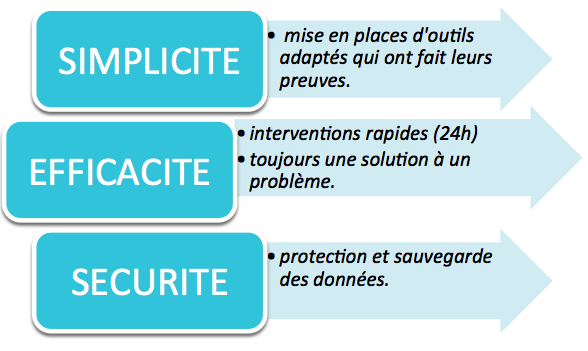 SIMPLICITE
• mise en places d'outils
adaptés qui ont fait leurs
preuves.
EFFICACITE
• interventions rapides (24h)
• toujours une solution à un
problème.
SECURITE
• protection et sauvegarde
des données.